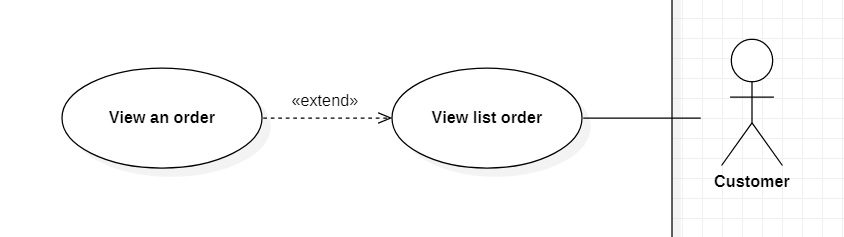 View an order
«extend»
View list order
Customer